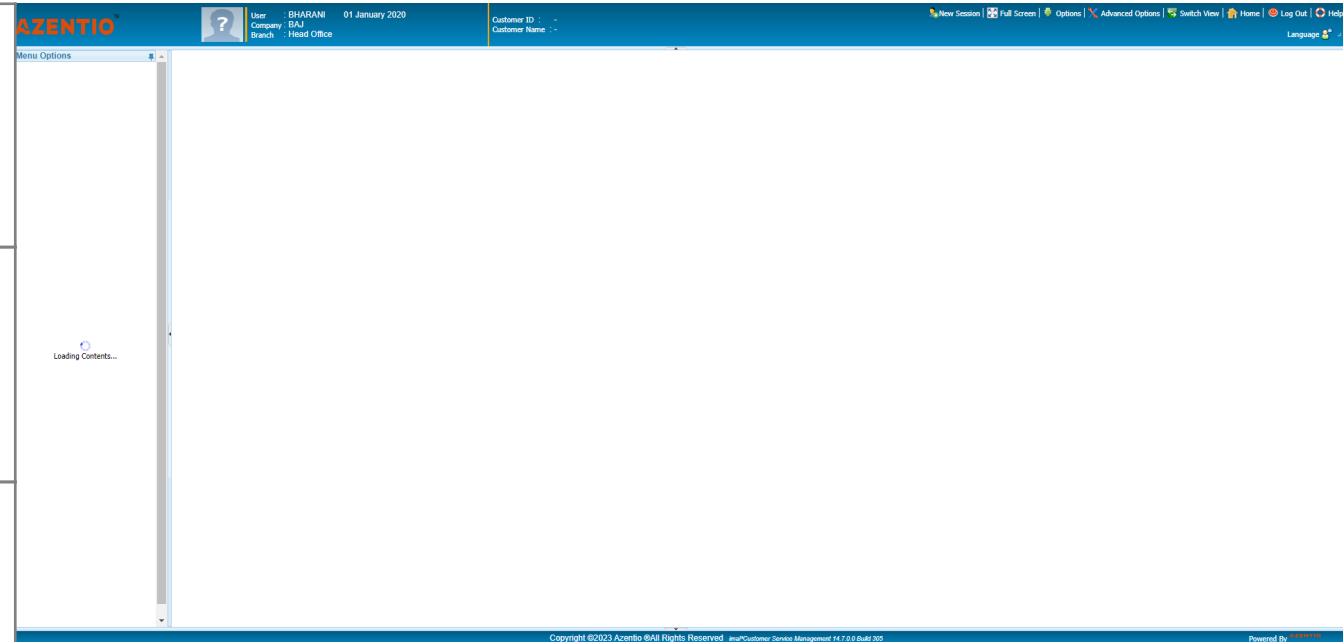 AZENTIO™
User : BHARANI 01 January 2020
Company : BAJ
Branch : Head Office
Customer ID : -
Customer Name : -
New Session | Full Screen | Options | Advanced Options | Switch View | Home | Log Out | Help
Language
Menu Options
Loading Contents...
Copyright ©2023 Azentio ®All Rights Reserved imal®Customer Service Management 14.7.0.0 Build 305
Powered By AZENTIO